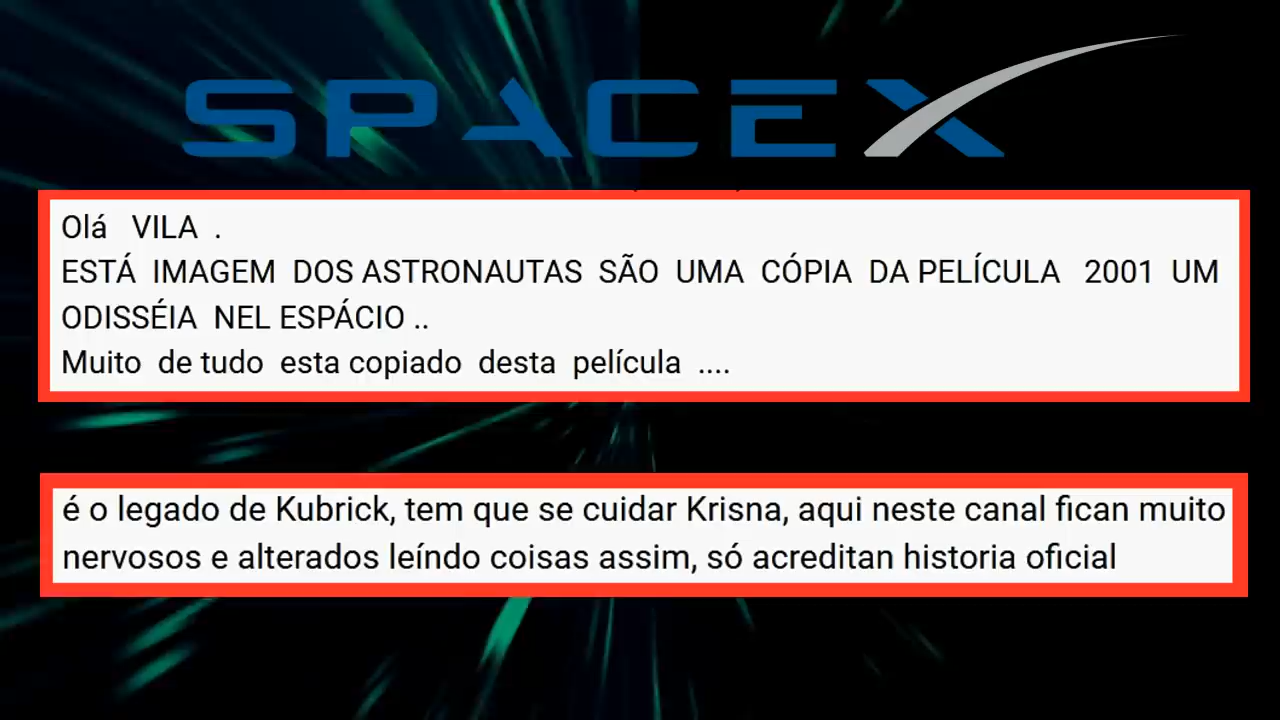 SPACEX
Olá VILA .
ESTÁ IMAGEM DOS ASTRONAUTAS SÃO UMA CÓPIA DA PELÍCULA 2001 UM
ODISSÉIA NEL ESPÁCIO ..
Muito de tudo esta copiado desta película ....
é o legado de Kubrick, tem que se cuidar Krisna, aqui neste canal fican muito
nervosos e alterados leíndo coisas assim, só acreditan historia oficial